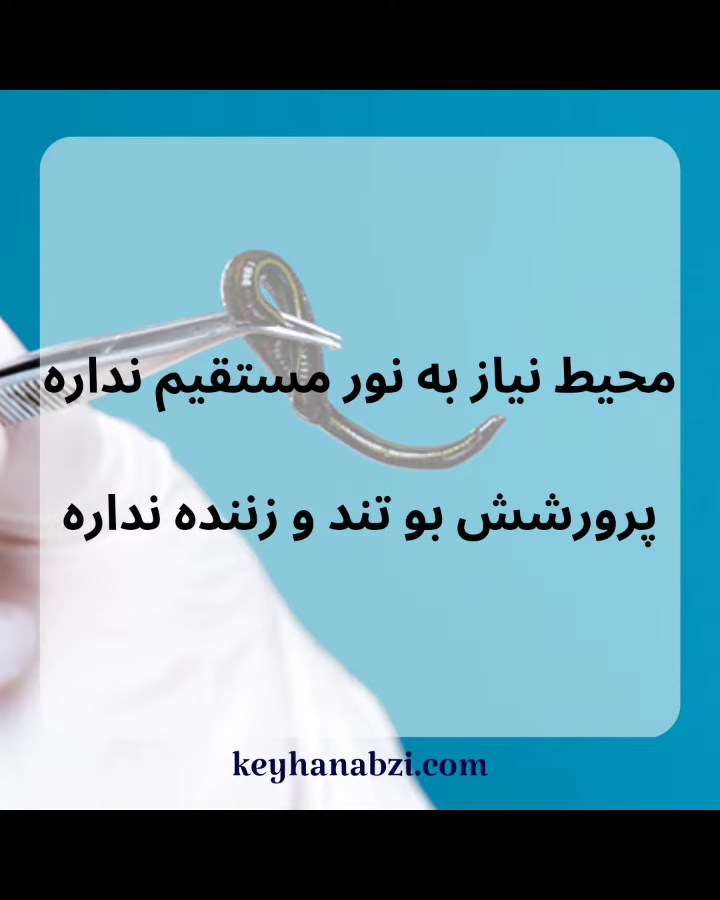 محیط نیاز به نور مستقیم نداره
پرورشش بو تند و زننده نداره
keyhanabzi.com